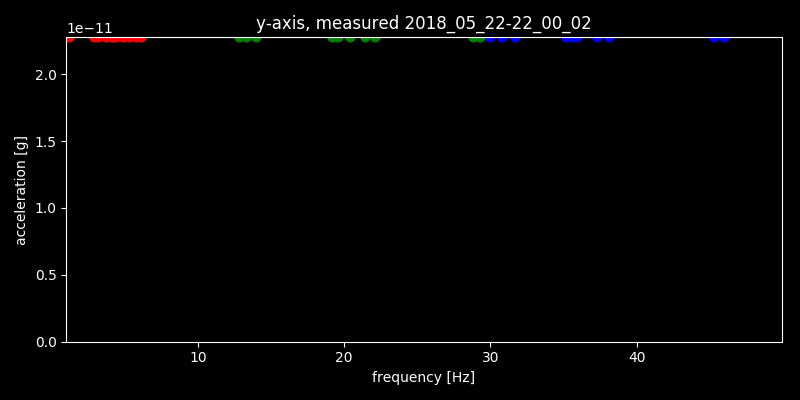 y-axis, measured 2018_05_22-22_00_02
1e−11
2.0
1.5
1.0
0.5
0.0
acceleration [g]
10 20 30 40
frequency [Hz]